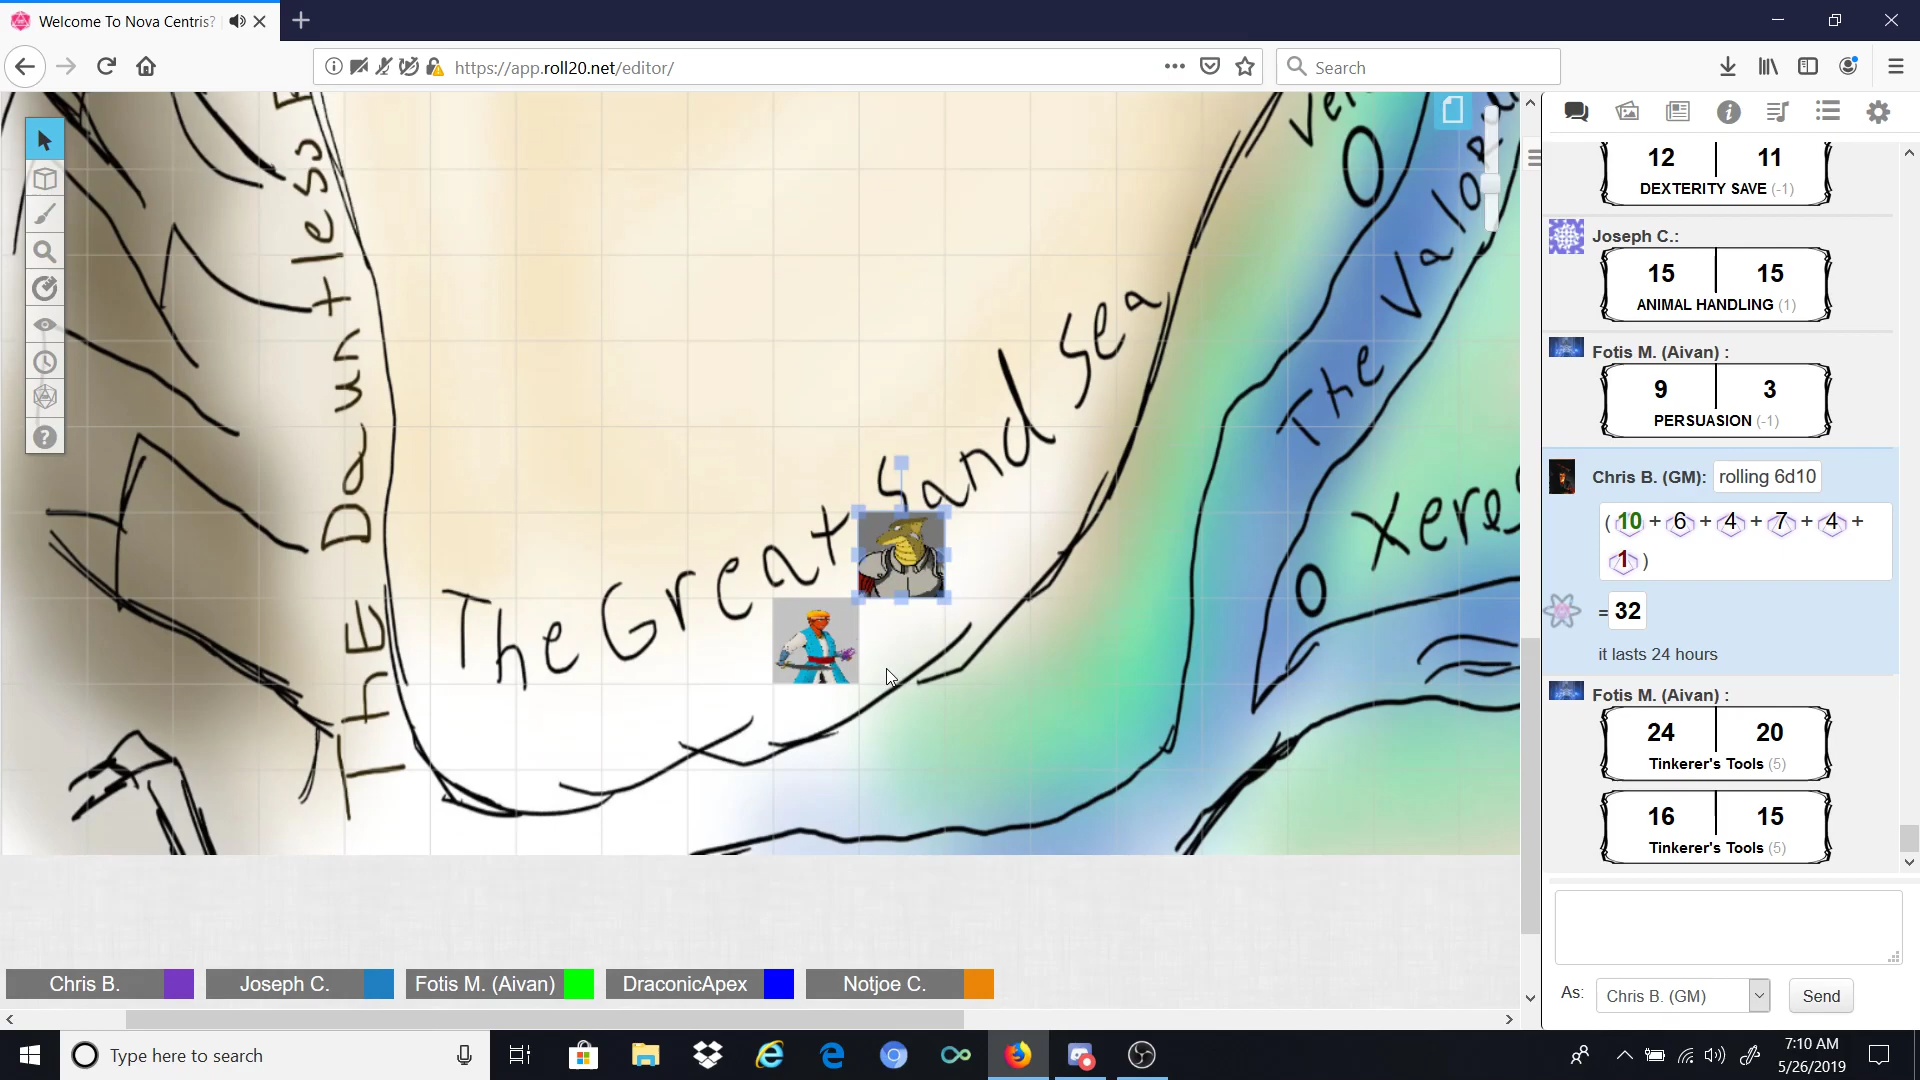 Welcome To Nova Centris?
https://app.roll20.net/editor/
Search
The Dauntless
The Great Sand Sea
The Valo
Xeres
12 11
DEXTERITY SAVE (-1)
Joseph C.:
15 15
ANIMAL HANDLING (1)
Fotis M. (Aivan) :
9 3
PERSUASION (-1)
Chris B. (GM): rolling 6d10
(10 + 6 + 4 + 7 + 4 +
1)
=32
it lasts 24 hours
Fotis M. (Aivan) :
24 20
Tinkerer's Tools (5)
16 15
Tinkerer's Tools (5)
As: Chris B. (GM) Send
Chris B. Joseph C. Fotis M. (Aivan) DraconicApex Notjoe C.
Type here to search
7:10 AM
5/26/2019